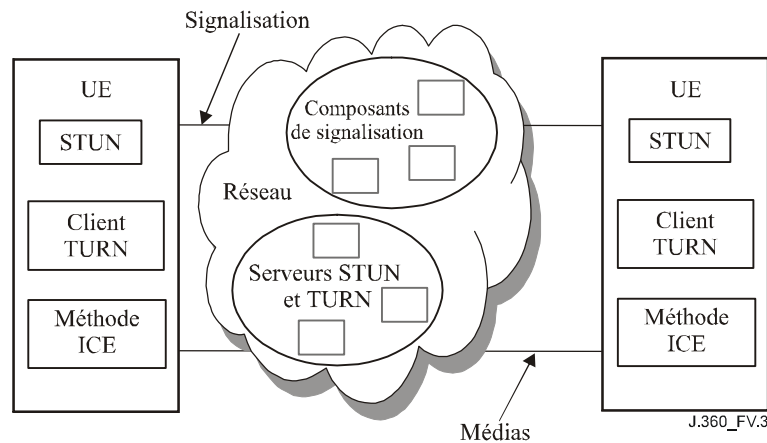 Signalisation
UE
STUN
Client
TURN
Méthode
ICE
Composants
de signalisation
Réseau
Serveurs STUN
et TURN
UE
STUN
Client
TURN
Méthode
ICE
Médias
J.360_FV.3